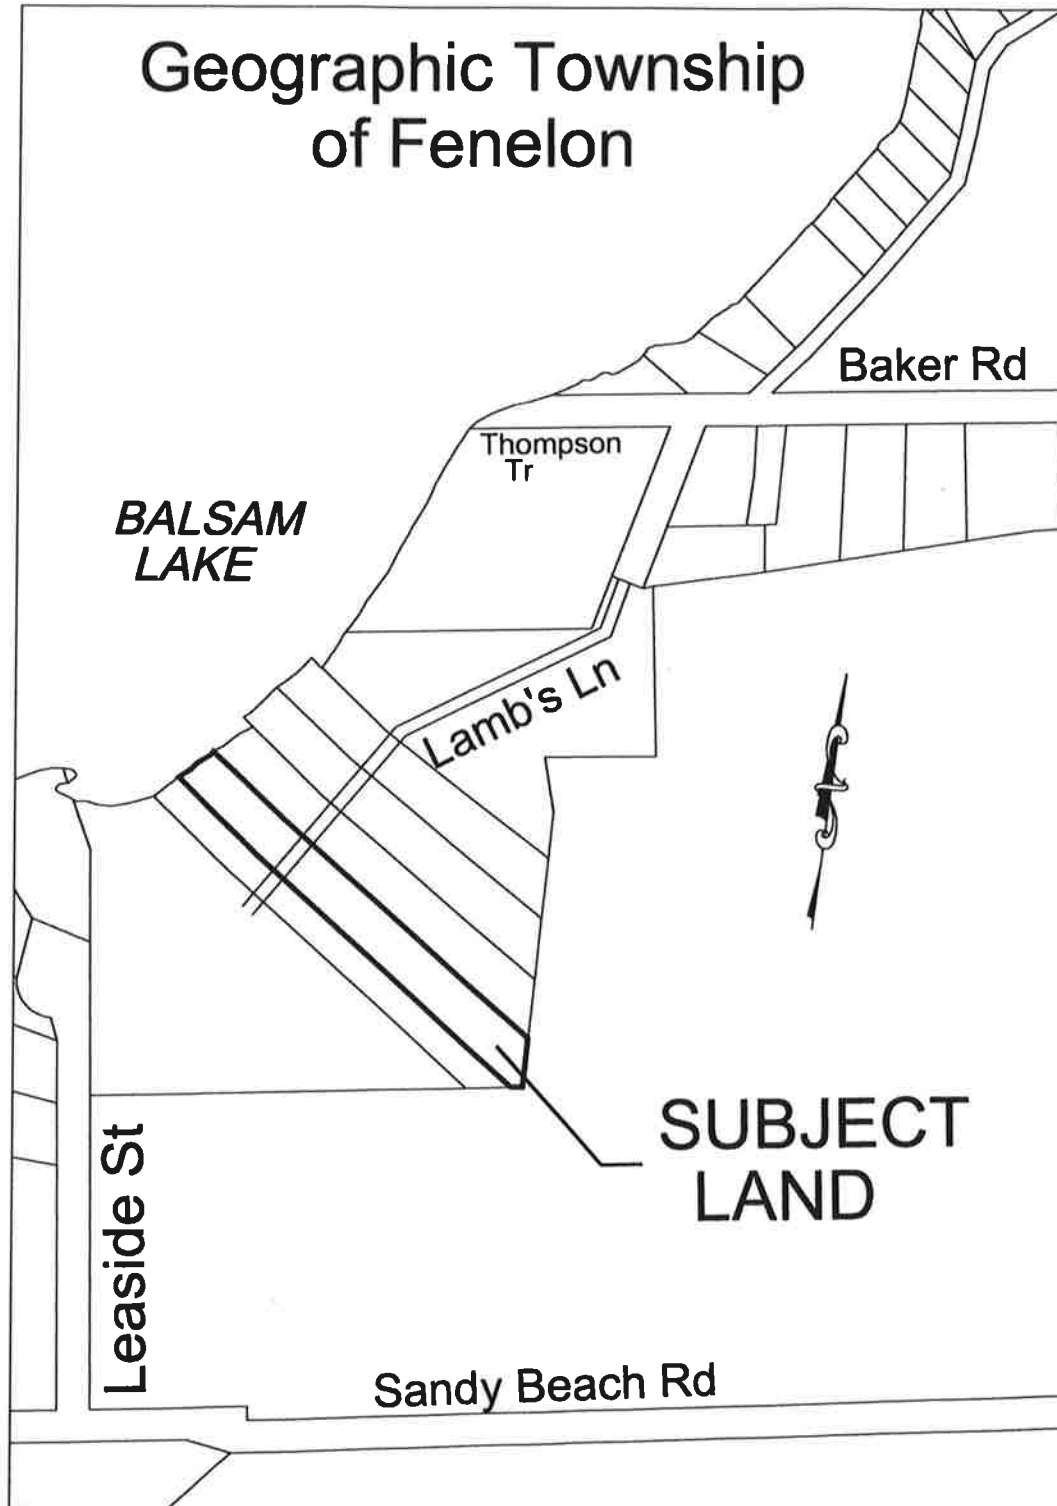 Geographic Township
of Fenelon
Baker Rd
Thompson
Tr
BALSAM
LAKE
Lamb's Ln
SUBJECT
LAND
Leaside St
Sandy Beach Rd